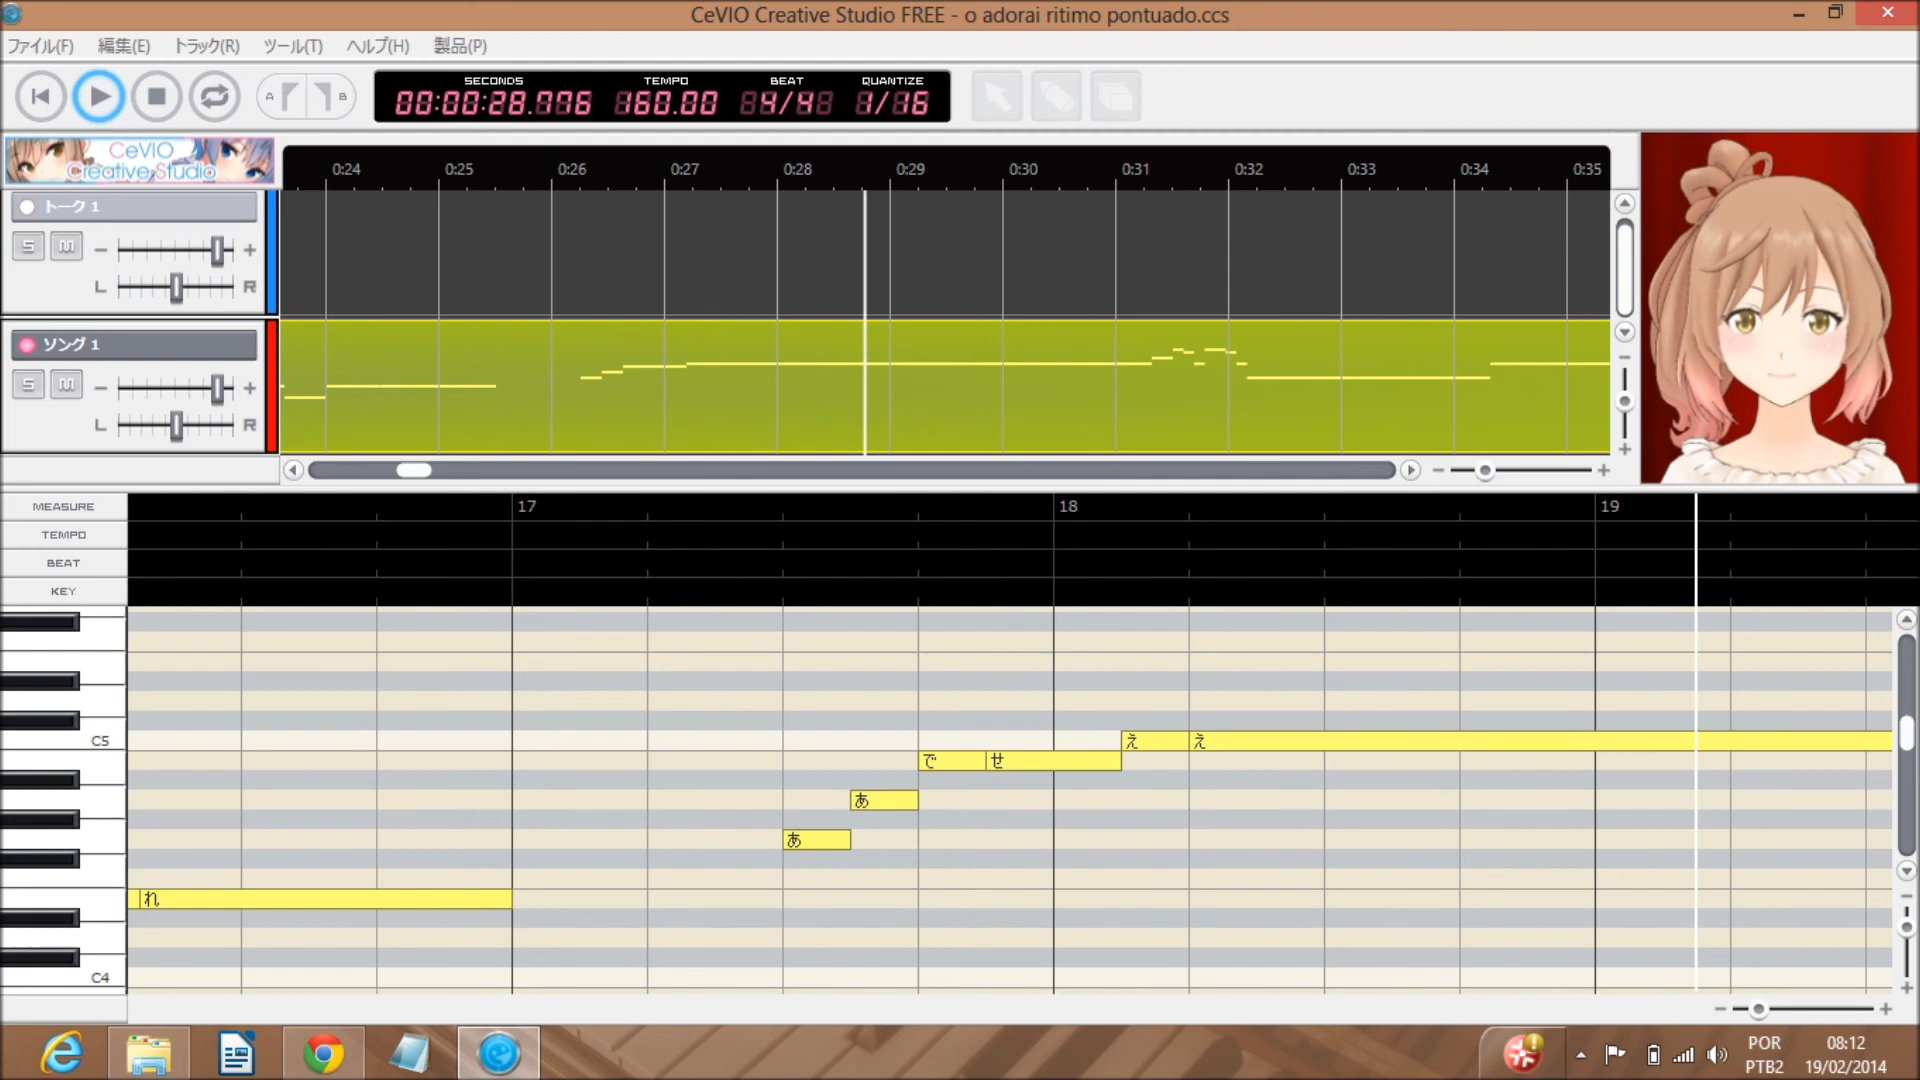 CeVIO Creative Studio FREE - o adorai ritimo pontuado.ccs
ファイル(F) 編集(E) トラック(R) ツール(T) ヘルプ(H) 製品(P)
A B
SECONDS TEMPO BEAT QUANTIZE
00:00:28.776 160.00 4/4 1/16
CeVIO
Creative Studio
0:24 0:25 0:26 0:27 0:28 0:29 0:30 0:31 0:32 0:33 0:34 0:35
トーク 1
S M
L R
ソング 1
S M
L R
MEASURE 17 18 19
TEMPO
BEAT
KEY
C5 え え
で せ
あ
あ
れ
C4
POR 08:12
PTB2 19/02/2014